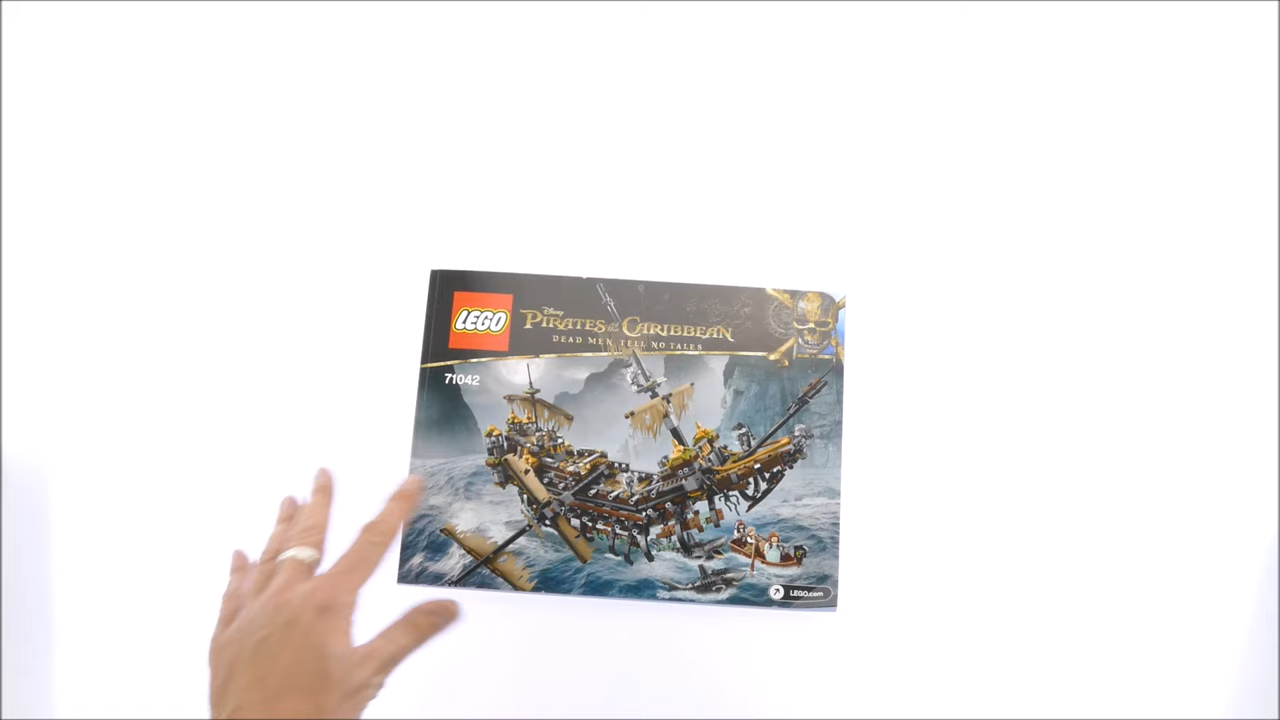 LEGO
Disney
PIRATES of the CARIBBEAN
DEAD MEN TELL NO TALES
71042
LEGO.com